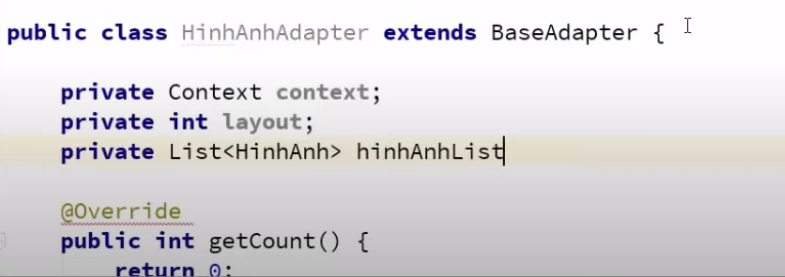 public class HinhAnhAdapter extends BaseAdapter {
private Context context;
private int layout;
private List<HinhAnh> hinhAnhList
@Override
public int getCount() {
return 0;